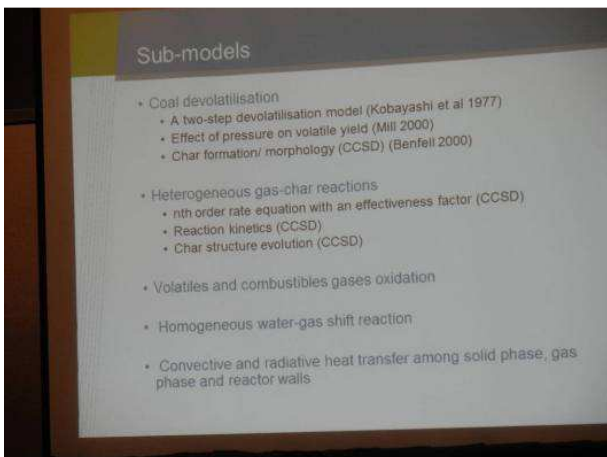 Sub-models
• Coal devolatilisation
• A two-step devolatilisation model (Kobayashi et al 1977)
• Effect of pressure on volatile yield (Mill 2000)
• Char formation/ morphology (CCSD) (Benfell 2000)
• Heterogeneous gas-char reactions
• nth order rate equation with an effectiveness factor (CCSD)
• Reaction kinetics (CCSD)
• Char structure evolution (CCSD)
• Volatiles and combustibles gases oxidation
• Homogeneous water-gas shift reaction
• Convective and radiative heat transfer among solid phase, gas
phase and reactor walls